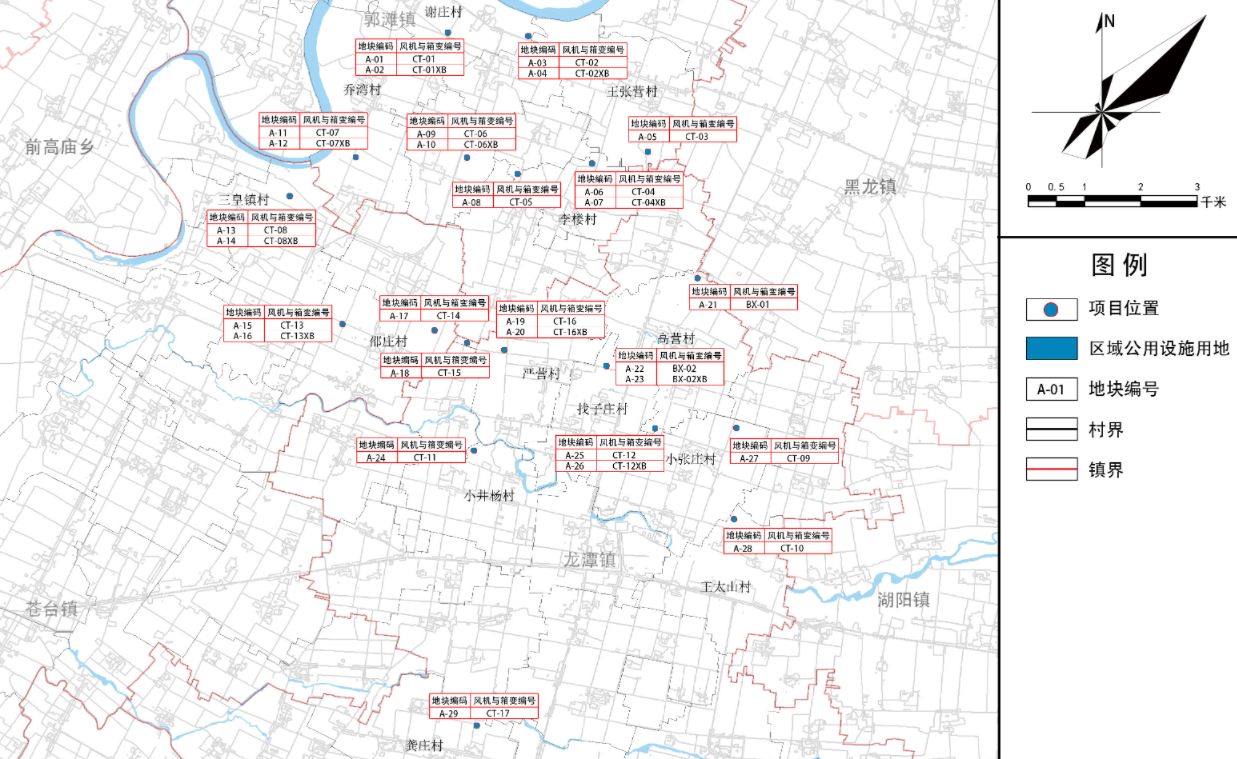 郭滩镇
谢庄村
地块编码 风机与箱变编号
A-01 CT-01
A-02 CT-01XB
地块编码 风机与箱变编号
A-03 CT-02
A-04 CT-02XB
乔湾村
王张营村
地块编码 风机与箱变编号
A-11 CT-07
A-12 CT-07XB
地块编码 风机与箱变编号
A-09 CT-06
A-10 CT-06XB
地块编码 风机与箱变编号
A-05 CT-03
前高庙乡
地块编码 风机与箱变编号
A-08 CT-05
地块编码 风机与箱变编号
A-06 CT-04
A-07 CT-04XB
黑龙镇
三皇镇村
李楼村
地块编码 风机与箱变编号
A-13 CT-08
A-14 CT-08XB
地块编码 风机与箱变编号
A-21 BX-01
地块编码 风机与箱变编号
A-15 CT-13
A-16 CT-13XB
地块编码 风机与箱变编号
A-17 CT-14
地块编码 风机与箱变编号
A-19 CT-16
A-20 CT-16XB
庄村
高营村
地块编码 风机与箱变编号
A-18 CT-15
严营村
地块编码 风机与箱变编号
A-22 BX-02
A-23 BX-02XB
找子庄村
地块编码 风机与箱变编号
A-24 CT-11
地块编码 风机与箱变编号
A-25 CT-12
A-26 CT-12XB
小张庄村
地块编码 风机与箱变编号
A-27 CT-09
小井杨村
地块编码 风机与箱变编号
A-28 CT-10
龙潭镇
王太山村
苍台镇
湖阳镇
地块编码 风机与箱变编号
A-29 CT-17
龚庄村
N
0 0.5 1 2 3
千米
图例
项目位置
区域公用设施用地
A-01 地块编号
村界
镇界